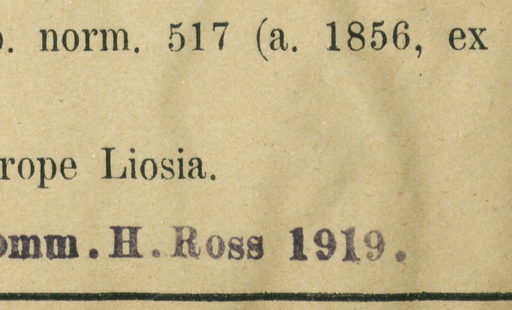 . norm. 517 (a. 1856, ex
rope Liosia.
omm. H. Ross 1919.